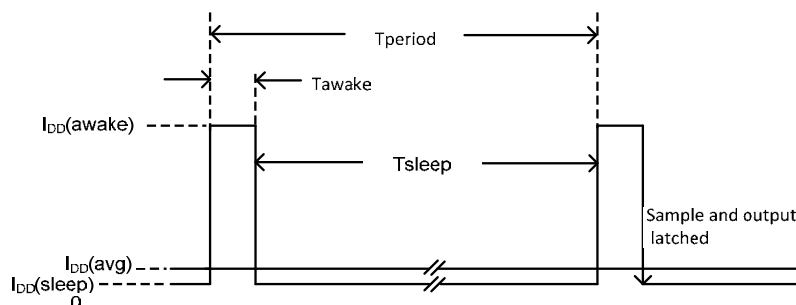 Tperiod
Tawake
IDD(awake)
Tsleep
Sample and output
latched
IDD(avg)
IDD(sleep)
0